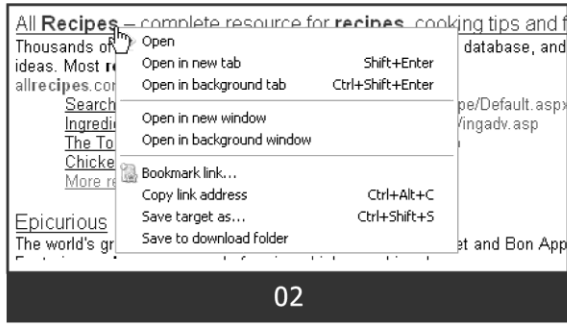 All Recipes – complete resource for recipes, cooking tips and f
Thousands of database, and
ideas. Most
allrecipes.co
Search pe/Default.aspx
Ingredi /ingadv.asp
The To
Chicke
More re
Epicurious
The world's gr et and Bon App
Open
Open in new tab Shift+Enter
Open in background tab Ctrl+Shift+Enter
Open in new window
Open in background window
Bookmark link...
Copy link address Ctrl+Alt+C
Save target as... Ctrl+Shift+S
Save to download folder
02